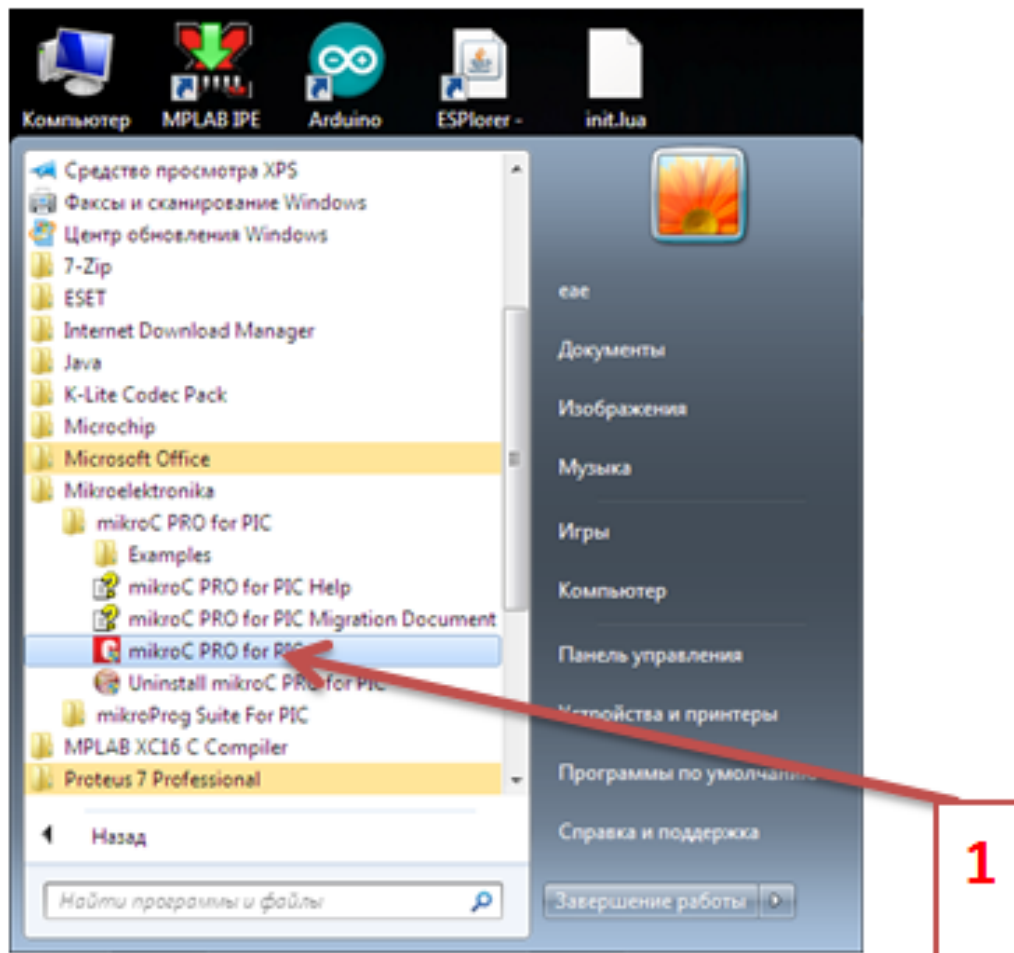 Компьютер
MPLAB IPE
Arduino
ESPlorer -
init.lua
Средство просмотра XPS
Факсы и сканирование Windows
Центр обновления Windows
7-Zip
ESET
Internet Download Manager
Java
K-Lite Codec Pack
Microchip
Microsoft Office
Mikroelektronika
mikroC PRO for PIC
Examples
mikroC PRO for PIC Help
mikroC PRO for PIC Migration Document
mikroC PRO for PIC
Uninstall mikroC PRO for PIC
mikroProg Suite For PIC
MPLAB XC16 C Compiler
Proteus 7 Professional
Назад
Найти программы и файлы
eae
Документы
Изображения
Музыка
Игры
Компьютер
Панель управления
Устройства и принтеры
Программы по умолчанию
Справка и поддержка
Завершение работы
1